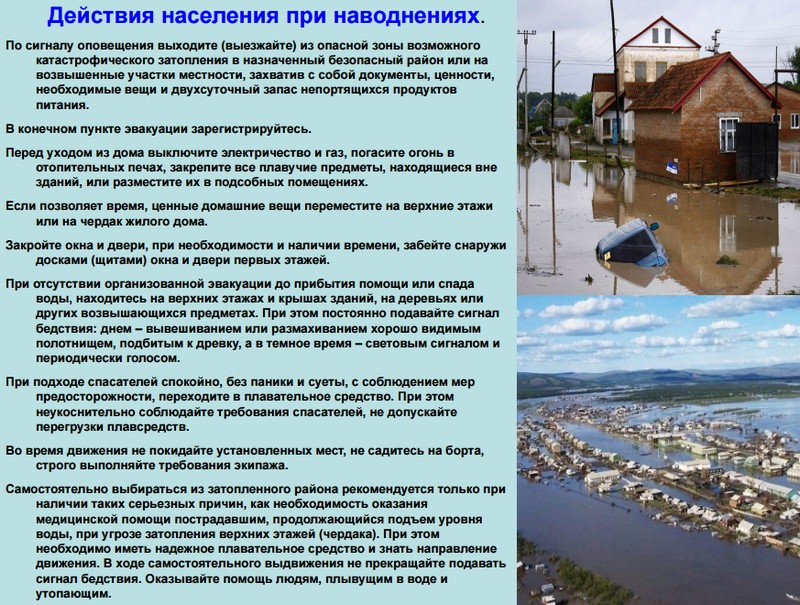 Действия населения при наводнениях.
По сигналу оповещения выходите (выезжайте) из опасной зоны возможного
катастрофического затопления в назначенный безопасный район или на
возвышенные участки местности, захватив с собой документы, ценности,
необходимые вещи и двухсуточный запас непортящихся продуктов
питания.
В конечном пункте эвакуации зарегистрируйтесь.
Перед уходом из дома выключите электричество и газ, погасите огонь в
отопительных печах, закрепите все плавучие предметы, находящиеся вне
зданий, или разместите их в подсобных помещениях.
Если позволяет время, ценные домашние вещи переместите на верхние этажи
или на чердак жилого дома.
Закройте окна и двери, при необходимости и наличии времени, забейте снаружи
досками (щитами) окна и двери первых этажей.
При отсутствии организованной эвакуации до прибытия помощи или спада
воды, находитесь на верхних этажах и крышах зданий, на деревьях или
других возвышающихся предметах. При этом постоянно подавайте сигнал
бедствия: днем – вывешиванием или размахиванием хорошо видимым
полотнищем, подбитым к древку, а в темное время – световым сигналом и
периодически голосом.
При подходе спасателей спокойно, без паники и суеты, с соблюдением мер
предосторожности, переходите в плавательное средство. При этом
неукоснительно соблюдайте требования спасателей, не допускайте
перегрузки плавсредств.
Во время движения не покидайте установленных мест, не садитесь на борта,
строго выполняйте требования экипажа.
Самостоятельно выбираться из затопленного района рекомендуется только при
наличии таких серьезных причин, как необходимость оказания
медицинской помощи пострадавшим, продолжающийся подъем уровня
воды, при угрозе затопления верхних этажей (чердака). При этом
необходимо иметь надежное плавательное средство и знать направление
движения. В ходе самостоятельного выдвижения не прекращайте подавать
сигнал бедствия. Оказывайте помощь людям, плывущим в воде и
утопающим.